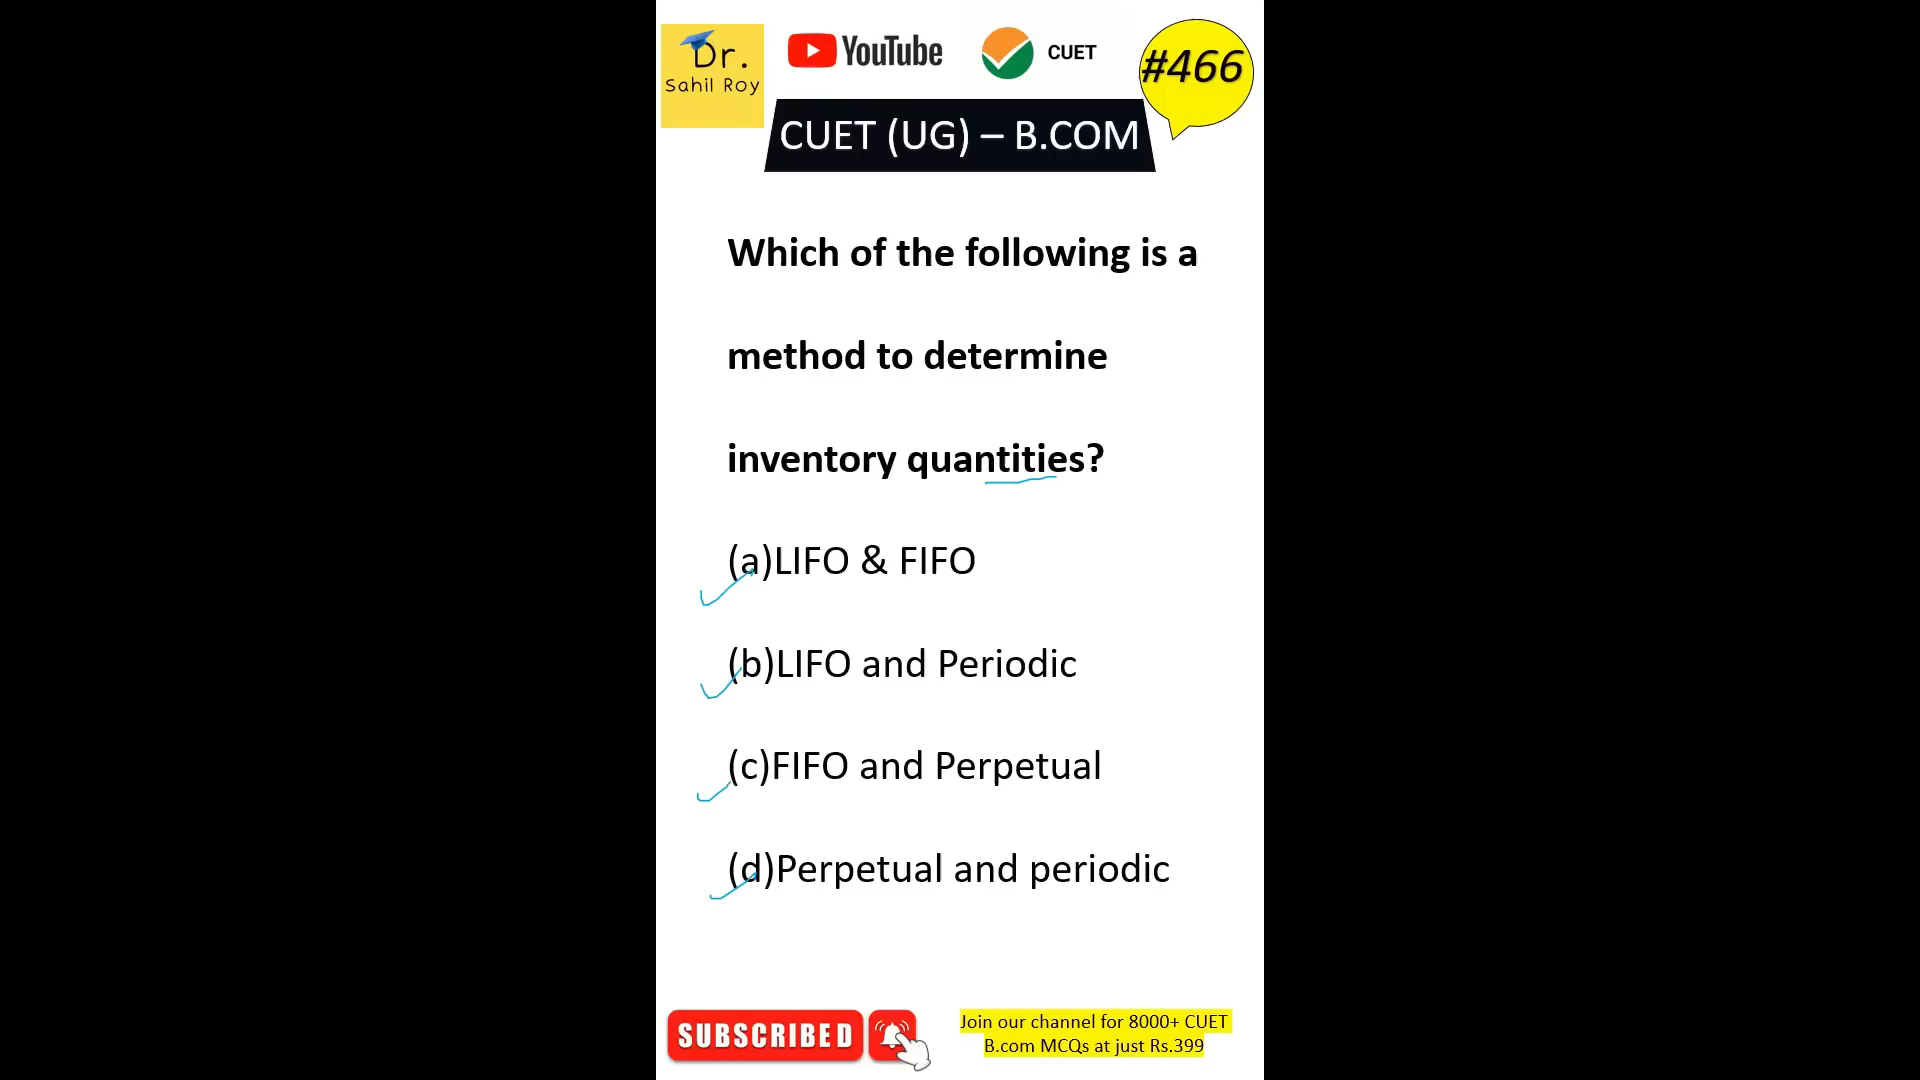 Dr.
Sahil Roy
YouTube
CUET
#466
CUET (UG) – B.COM
Which of the following is a
method to determine
inventory quantities?
(a)LIFO & FIFO
(b)LIFO and Periodic
(c)FIFO and Perpetual
(d)Perpetual and periodic
SUBSCRIBED
Join our channel for 8000+ CUET
B.com MCQs at just Rs.399